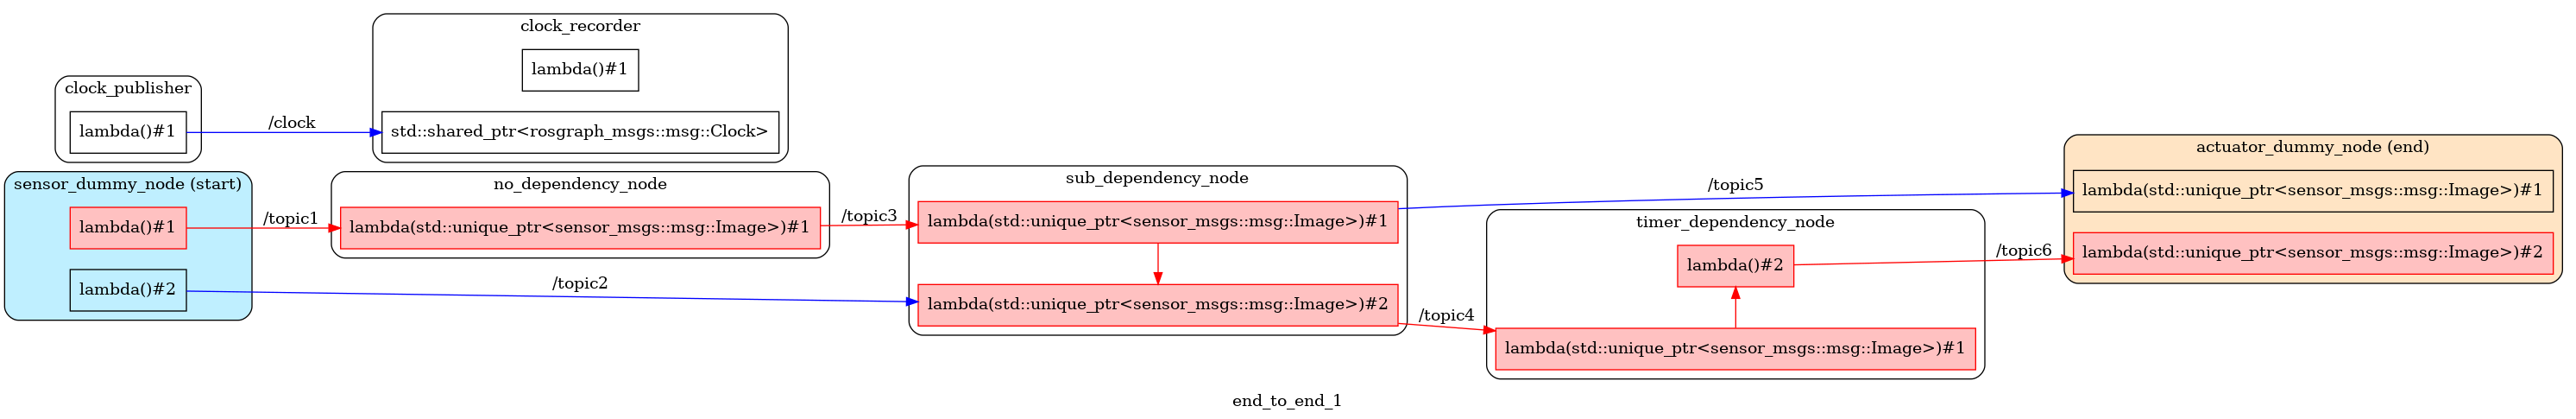 clock_recorder
lambda()#1
std::shared_ptr<rosgraph_msgs::msg::Clock>
clock_publisher
lambda()#1
/clock
sensor_dummy_node (start)
lambda()#1
lambda()#2
/topic1
/topic2
no_dependency_node
lambda(std::unique_ptr<sensor_msgs::msg::Image>)#1
/topic3
sub_dependency_node
lambda(std::unique_ptr<sensor_msgs::msg::Image>)#1
lambda(std::unique_ptr<sensor_msgs::msg::Image>)#2
/topic5
/topic4
timer_dependency_node
lambda()#2
lambda(std::unique_ptr<sensor_msgs::msg::Image>)#1
/topic6
actuator_dummy_node (end)
lambda(std::unique_ptr<sensor_msgs::msg::Image>)#1
lambda(std::unique_ptr<sensor_msgs::msg::Image>)#2
end_to_end_1